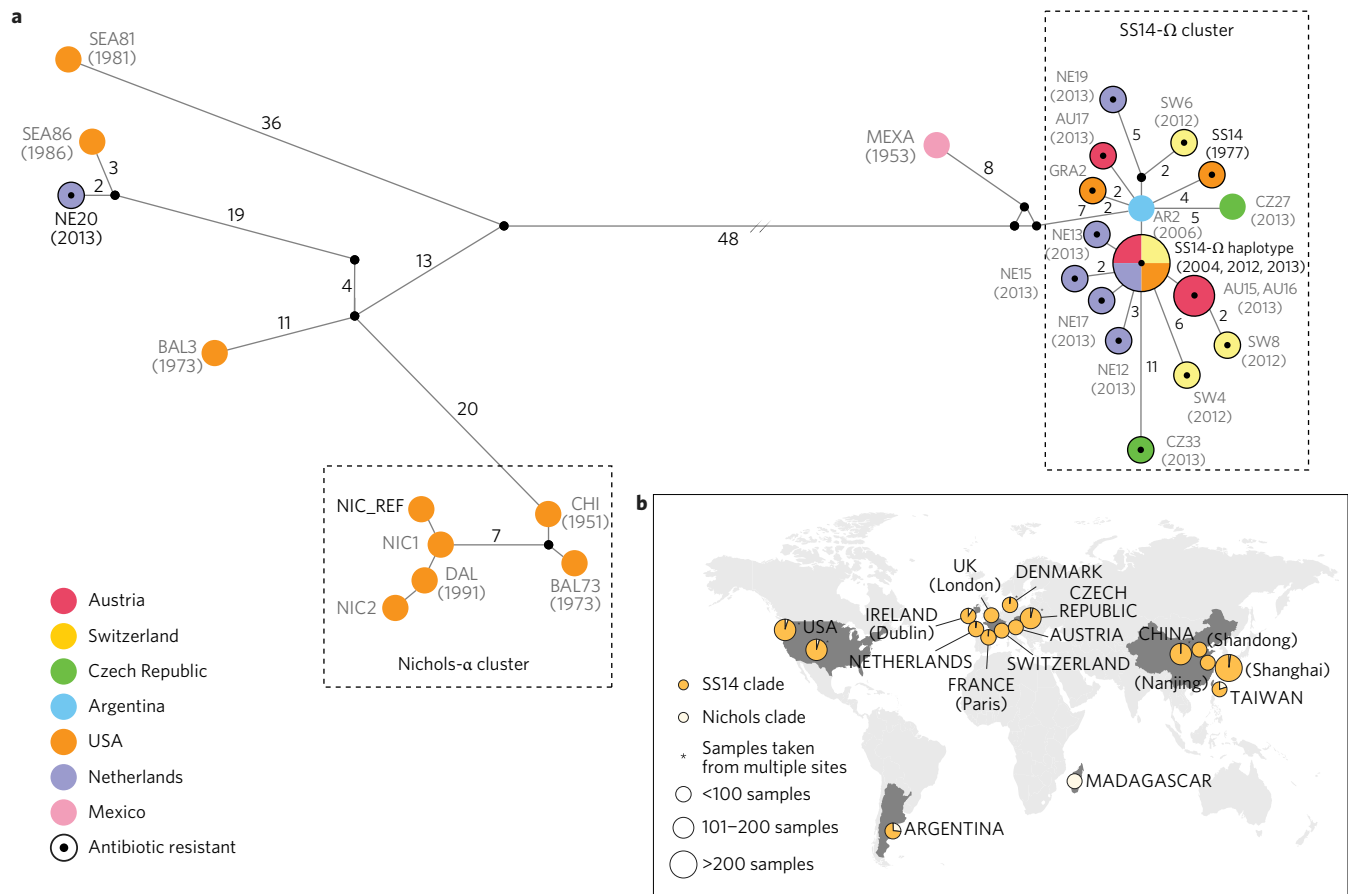 a
SEA81
(1981)
36
SEA86
(1986)
3
2
NE20
(2013)
19
4
13
11
BAL3
(1973)
20
48
MEXA
(1953)
8
7
SS14-Ω cluster
NE19
(2013)
5
SW6
(2012)
AU17
(2013)
2
SS14
(1977)
GRA2
2
2
4
CZ27
(2013)
5
AR2
(2006)
NE13
(2013)
SS14-Ω haplotype
(2004, 2012, 2013)
NE15
(2013)
2
AU15, AU16
(2013)
NE17
(2013)
3
6
2
SW8
(2012)
NE12
(2013)
11
SW4
(2012)
CZ33
(2013)
NIC_REF
NIC1
7
CHI
(1951)
DAL
(1991)
BAL73
(1973)
NIC2
Nichols-α cluster
Austria
Switzerland
Czech Republic
Argentina
USA
Netherlands
Mexico
Antibiotic resistant
b
UK
(London)
DENMARK
CZECH
REPUBLIC
IRELAND
(Dublin)
USA
AUSTRIA
NETHERLANDS
SWITZERLAND
FRANCE
(Paris)
CHINA
(Shandong)
(Nanjing)
(Shanghai)
TAIWAN
MADAGASCAR
ARGENTINA
SS14 clade
Nichols clade
* Samples taken
from multiple sites
<100 samples
101–200 samples
>200 samples